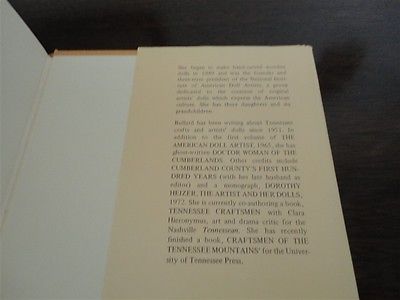 She began to make hand-carved wooden
dolls in 1949 and was the founder and
three-term president of the National Insti-
tute of American Doll Artists, a group
dedicated to the creation of original
artists' dolls which express the American
culture. She has three daughters and six
grandchildren.
Bullard has been writing about Tennessee
crafts and artists' dolls since 1951. In
addition to the first volume of THE
AMERICAN DOLL ARTIST, 1965, she has
ghost-written DOCTOR WOMAN OF THE
CUMBERLANDS. Other credits include
CUMBERLAND COUNTY'S FIRST HUN-
DRED YEARS (with her late husband as
editor) and a monograph, DOROTHY
HEIZER, THE ARTIST AND HER DOLLS,
1972. She is currently co-authoring a book,
TENNESSEE CRAFTSMEN with Clara
Hieronymus, art and drama critic for the
Nashville Tennessean. She has recently
finished a book, CRAFTSMEN OF THE
TENNESSEE MOUNTAINS' for the Univer-
sity of Tennessee Press.